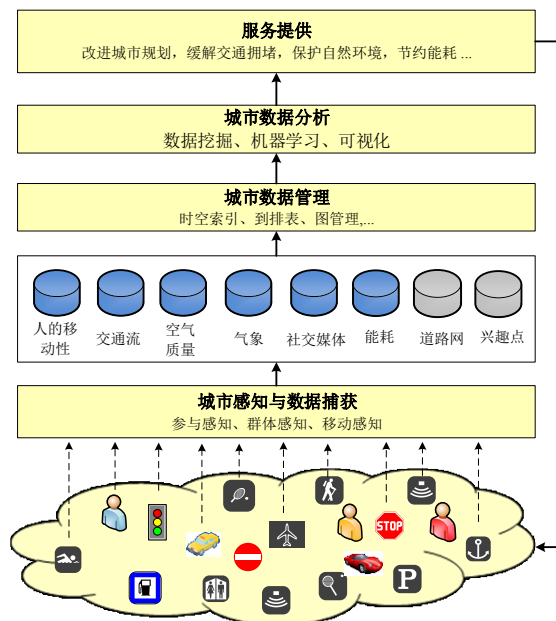 服务提供
改进城市规划，缓解交通拥堵，保护自然环境，节约能耗 ...
城市数据分析
数据挖掘、机器学习、可视化
城市数据管理
时空索引、到排表、图管理,...
人的移
动性
交通流
空气
质量
气象
社交媒体
能耗
道路网
兴趣点
城市感知与数据捕获
参与感知、群体感知、移动感知
STOP
P